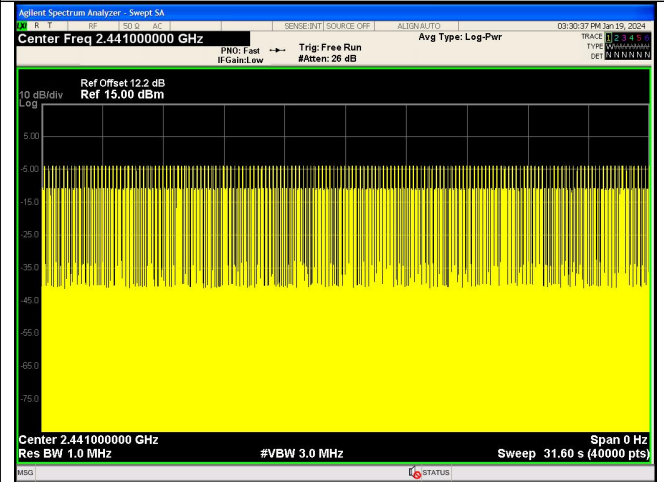 Agilent Spectrum Analyzer - Swept SA
R T RF 50 Ω AC SENSE:INT SOURCE OFF ALIGN AUTO 03:30:37 PM Jan 19, 2024
Center Freq 2.441000000 GHz
PNO: Fast
IFGain:Low
Trig: Free Run
#Atten: 26 dB
Avg Type: Log-Pwr
TRACE 1 2 3 4 5 6
TYPE
DET N N N N N N
Ref Offset 12.2 dB
10 dB/div Ref 15.00 dBm
Log
5.00
-5.00
-15.0
-25.0
-35.0
-45.0
-55.0
-65.0
-75.0
Center 2.441000000 GHz Span 0 Hz
Res BW 1.0 MHz #VBW 3.0 MHz Sweep 31.60 s (40000 pts)
MSG STATUS